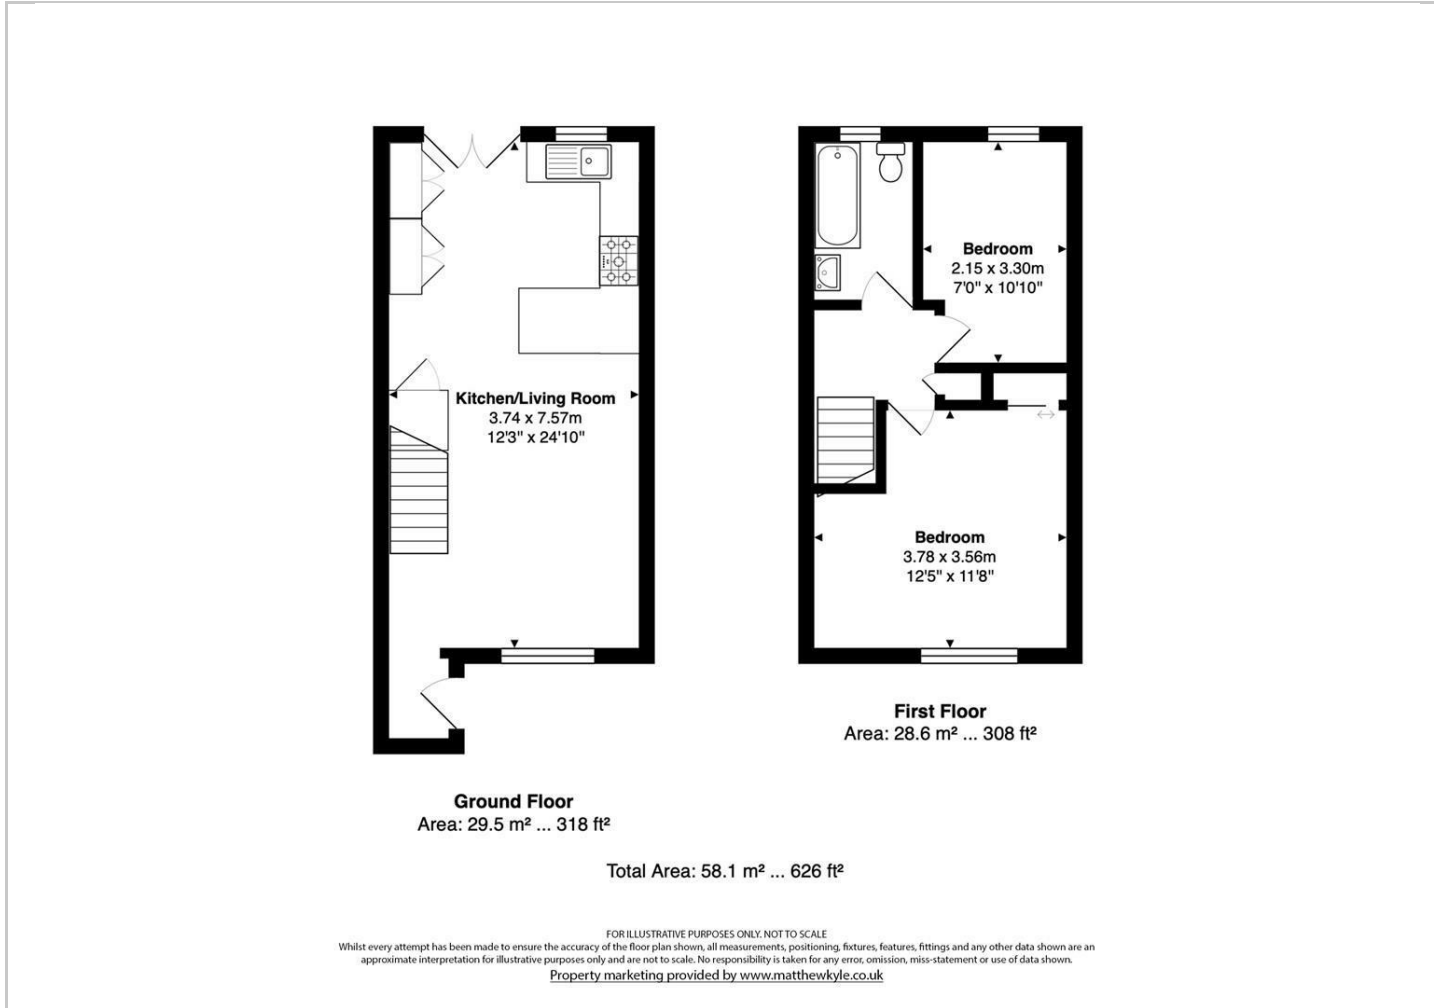 Kitchen/Living Room
3.74 x 7.57m
12'3" x 24'10"
Bedroom
2.15 x 3.30m
7'0" x 10'10"
Bedroom
3.78 x 3.56m
12'5" x 11'8"
First Floor
Area: 28.6 m² ... 308 ft²
Ground Floor
Area: 29.5 m² ... 318 ft²
Total Area: 58.1 m² ... 626 ft²
FOR ILLUSTRATIVE PURPOSES ONLY. NOT TO SCALE
Whilst every attempt has been made to ensure the accuracy of the floor plan shown, all measurements, positioning, fixtures, features, fittings and any other data shown are an
approximate interpretation for illustrative purposes only and are not to scale. No responsibility is taken for any error, omission, miss-statement or use of data shown.
Property marketing provided by www.matthewkyle.co.uk